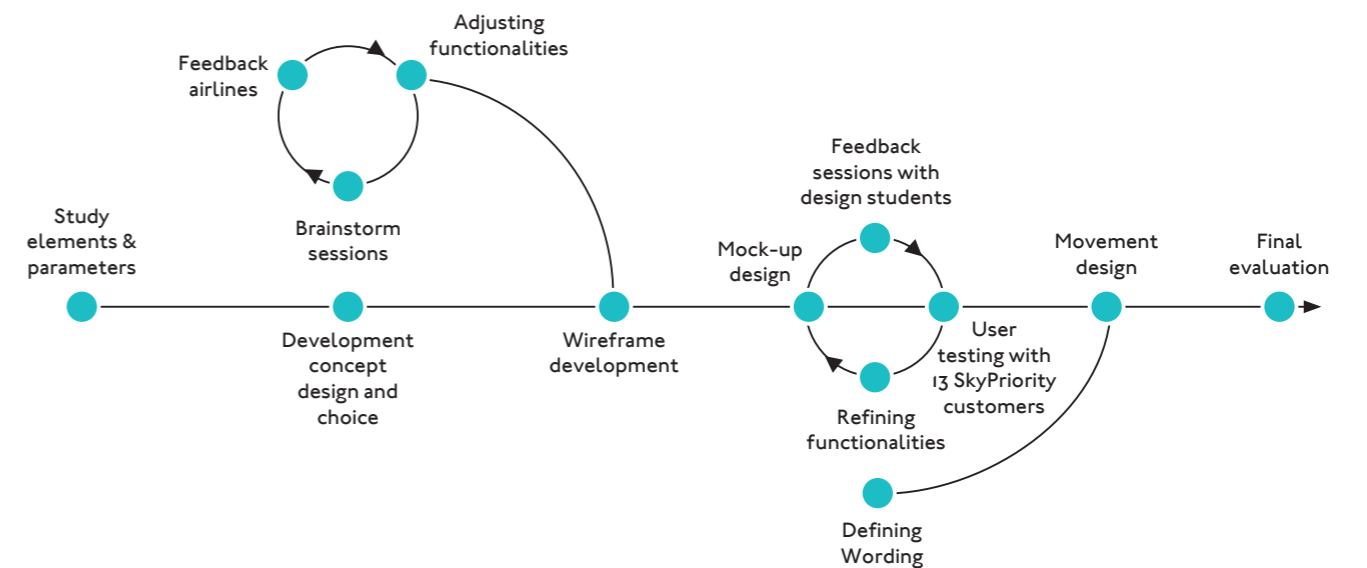 Adjusting
functionalities
Feedback
airlines
Brainstorm
sessions
Study
elements &
parameters
Development
concept
design and
choice
Wireframe
development
Mock-up
design
Feedback
sessions with
design students
User
testing with
13 SkyPriority
customers
Refining
functionalities
Defining
Wording
Movement
design
Final
evaluation